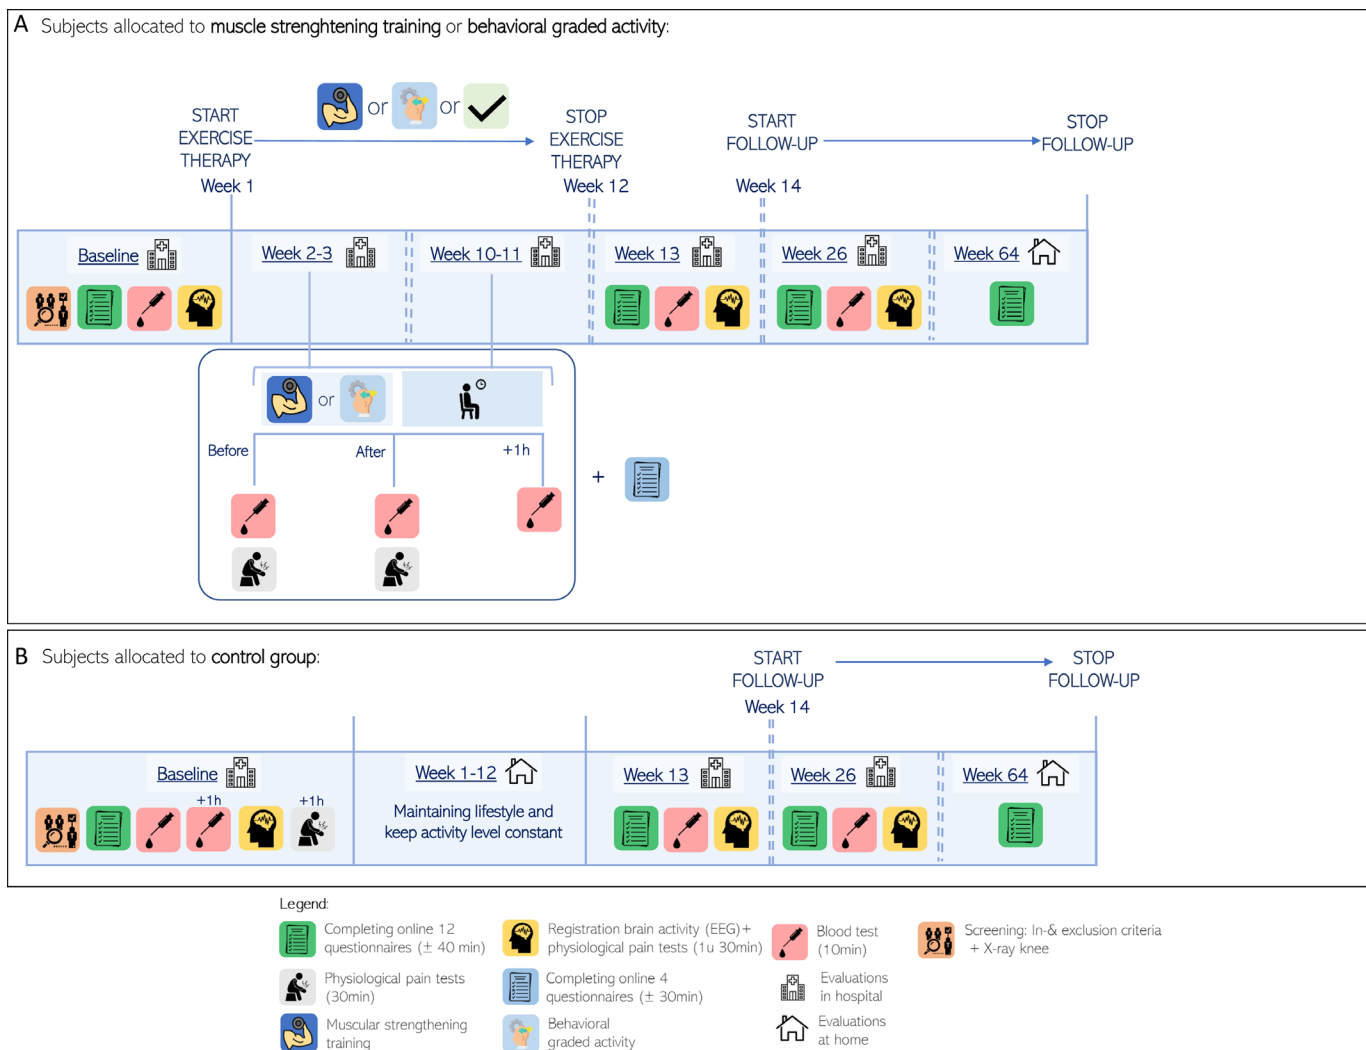 A Subjects allocated to muscle strenghtening training or behavioral graded activity:
START
EXERCISE
THERAPY
Week 1
or
or
STOP
EXERCISE
THERAPY
Week 12
START
FOLLOW-UP
Week 14
STOP
FOLLOW-UP
Baseline
Week 2-3
Week 10-11
Week 13
Week 26
Week 64
or
Before
After
+1h
+
B Subjects allocated to control group:
START
FOLLOW-UP
Week 14
STOP
FOLLOW-UP
Baseline
+1h
+1h
Week 1-12
Maintaining lifestyle and
keep activity level constant
Week 13
Week 26
Week 64
Legend:
Completing online 12
questionnaires (± 40 min)
Registration brain activity (EEG)+
physiological pain tests (1u 30min)
Blood test
(10min)
Screening: In-& exclusion criteria
+ X-ray knee
Physiological pain tests
(30min)
Completing online 4
questionnaires (± 30min)
Evaluations
in hospital
Muscular strengthening
training
Behavioral
graded activity
Evaluations
at home